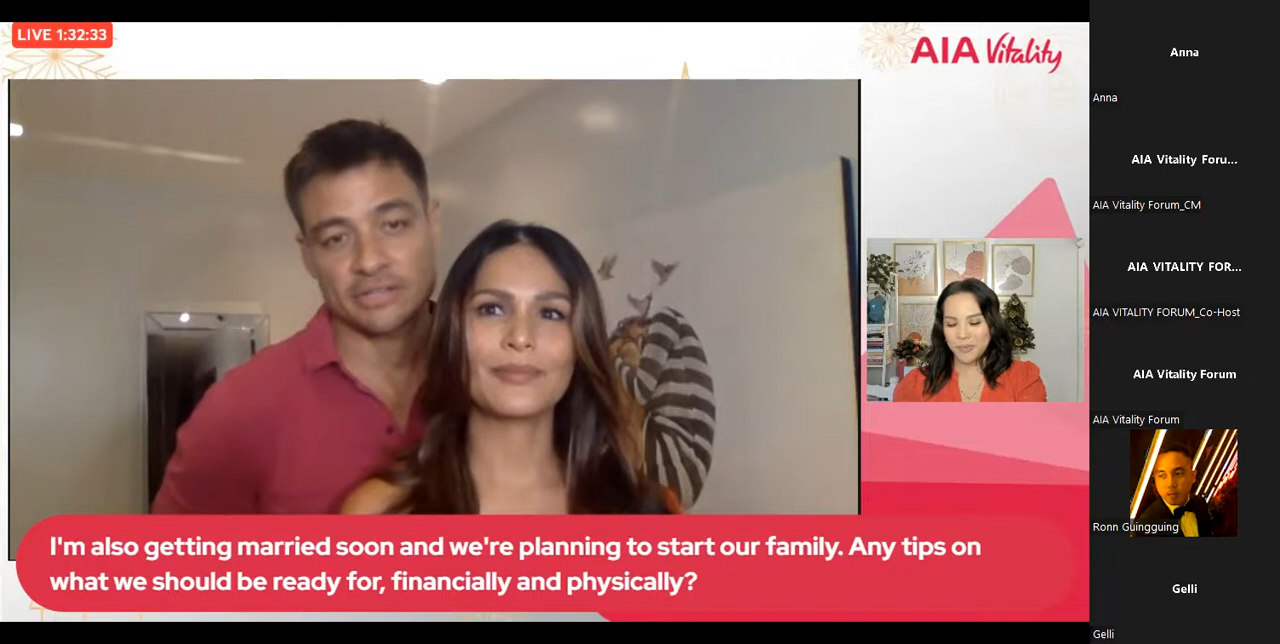 LIVE 1:32:33
AIA Vitality
I'm also getting married soon and we're planning to start our family. Any tips on
what we should be ready for, financially and physically?
Anna
Anna
AIA Vitality Foru...
AIA Vitality Forum_CM
AIA VITALITY FOR...
AIA VITALITY FORUM_Co-Host
AIA Vitality Forum
AIA Vitality Forum
Ronn Guingguing
Gelli
Gelli